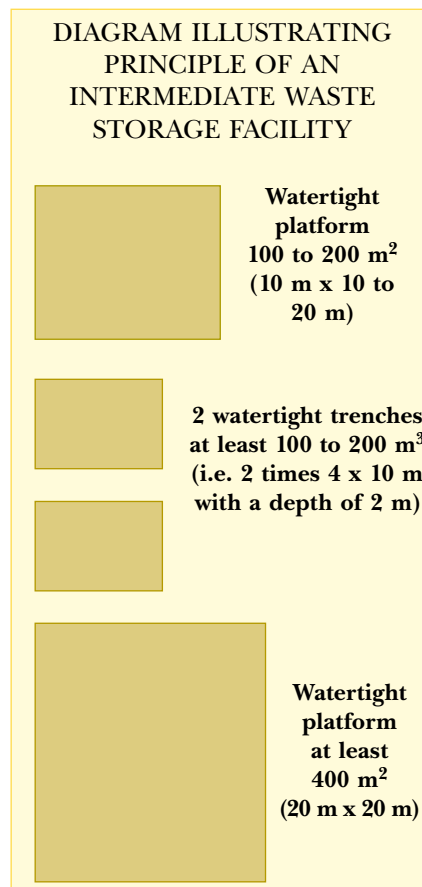 DIAGRAM ILLUSTRATING
PRINCIPLE OF AN
INTERMEDIATE WASTE
STORAGE FACILITY
Watertight
platform
100 to 200 m²
(10 m x 10 to
20 m)
2 watertight trenches
at least 100 to 200 m³
(i.e. 2 times 4 x 10 m
with a depth of 2 m)
Watertight
platform
at least
400 m²
(20 m x 20 m)